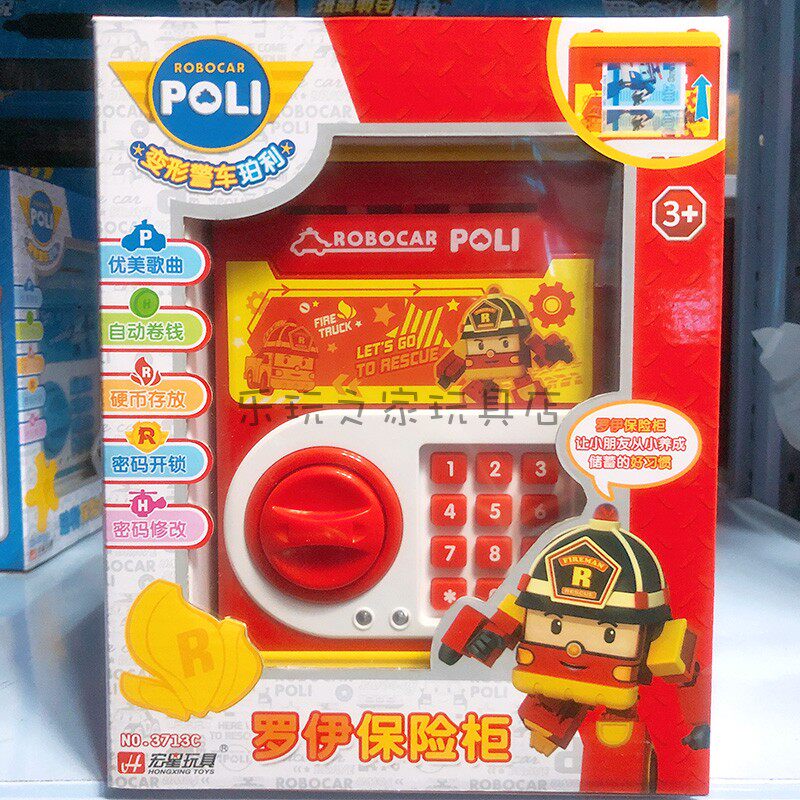 ROBOCAR
POLI
变形警车珀利
3+
ROBOCAR POLI
P
优美歌曲
H
自动卷钱
R
硬币存放
R
密码开锁
H
密码修改
FIRE
TRUCK
LET'S GO
TO RESCUE
R
乐玩之家玩具店
罗伊保险柜
让小朋友从小养成
储蓄的好习惯
1 2 3
4 5 6
7 8
*
FIREMAN
R
RESCUE
R
罗伊保险柜
NO.3713C
宏星玩具®
HONGXING TOYS
POLI
ROBOCAR
POLI